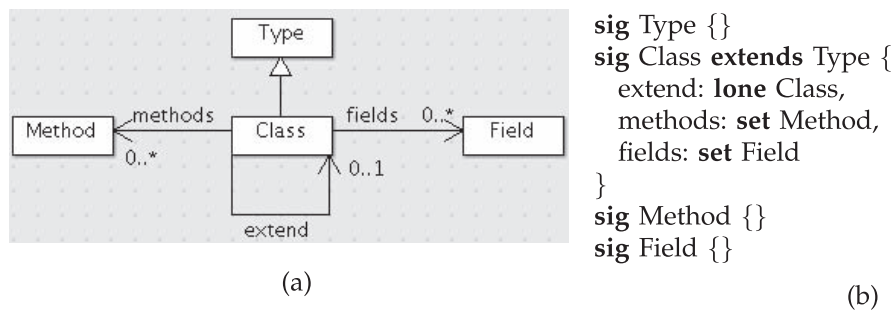 Type
methods
fields
0..*
Method
Class
Field
0..*
0..1
extend
(a)
sig Type {}
sig Class extends Type {
extend: lone Class,
methods: set Method,
fields: set Field
}
sig Method {}
sig Field {}
(b)